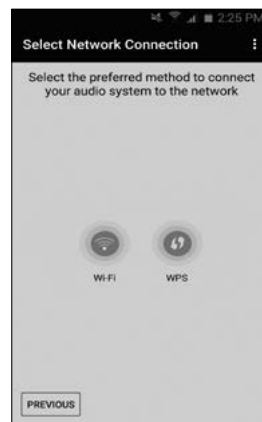 2:25 PM
Select Network Connection
Select the preferred method to connect
your audio system to the network
Wi-Fi WPS
PREVIOUS